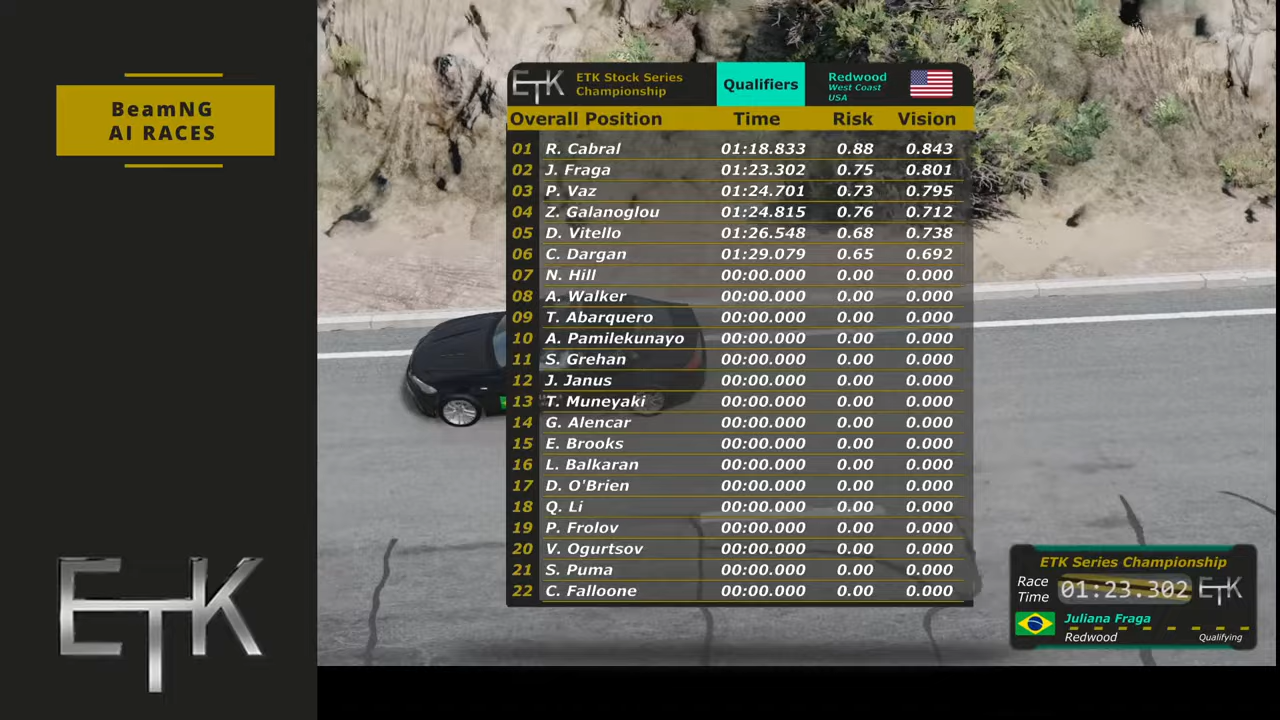 BeamNG
AI RACES
ETK
ETK
ETK Stock Series
Championship
Qualifiers
Redwood
West Coast
USA
Overall Position Time Risk Vision
01 R. Cabral 01:18.833 0.88 0.843
02 J. Fraga 01:23.302 0.75 0.801
03 P. Vaz 01:24.701 0.73 0.795
04 Z. Galanoglou 01:24.815 0.76 0.712
05 D. Vitello 01:26.548 0.68 0.738
06 C. Dargan 01:29.079 0.65 0.692
07 N. Hill 00:00.000 0.00 0.000
08 A. Walker 00:00.000 0.00 0.000
09 T. Abarquero 00:00.000 0.00 0.000
10 A. Pamilekunayo 00:00.000 0.00 0.000
11 S. Grehan 00:00.000 0.00 0.000
12 J. Janus 00:00.000 0.00 0.000
13 T. Muneyaki 00:00.000 0.00 0.000
14 G. Alencar 00:00.000 0.00 0.000
15 E. Brooks 00:00.000 0.00 0.000
16 L. Balkaran 00:00.000 0.00 0.000
17 D. O'Brien 00:00.000 0.00 0.000
18 Q. Li 00:00.000 0.00 0.000
19 P. Frolov 00:00.000 0.00 0.000
20 V. Ogurtsov 00:00.000 0.00 0.000
21 S. Puma 00:00.000 0.00 0.000
22 C. Falloone 00:00.000 0.00 0.000
ETK Series Championship
Race
Time
01:23.302
ETK
Juliana Fraga
Redwood
Qualifying